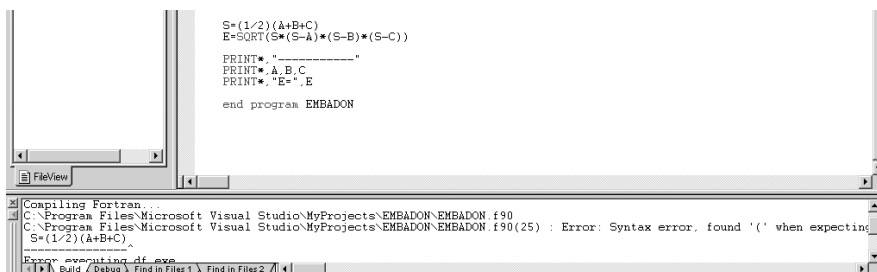 S=(1/2)(A+B+C)
E=SQRT(S*(S-A)*(S-B)*(S-C))
PRINT*,"-----------"
PRINT*,A,B,C
PRINT*,"E=",E
end program EMBADON
FileView
Compiling Fortran...
C:\Program Files\Microsoft Visual Studio\MyProjects\EMBADON\EMBADON.f90
C:\Program Files\Microsoft Visual Studio\MyProjects\EMBADON\EMBADON.f90(25) : Error: Syntax error, found '(' when expecting
S=(1/2)(A+B+C)
---------------^
Error executing df.exe
Build Debug Find in Files 1 Find in Files 2